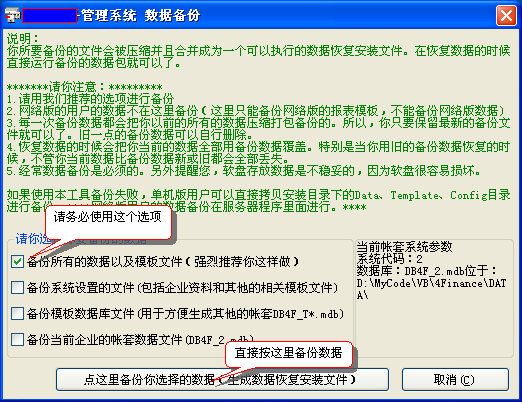 管理系统 数据备份
说明：
你所要备份的文件会被压缩并且合并成为一个可以执行的数据恢复安装文件。在恢复数据的时候
直接运行备份的数据包就可以了。
*******请你注意：*********
1.请用我们推荐的选项进行备份
2.网络版的用户的数据不在这里备份（这里只能备份网络版的报表模板，不能备份网络版数据）
3.每一次备份数据都会把你以前的所有的数据压缩打包备份的。所以，你只要保留最新的备份文
件就可以了。旧一点的备份数据可以自行删除。
4.恢复数据的时候会把你当前的数据全部用备份数据覆盖。特别是当你用旧的备份数据恢复的时
候，不管你当前数据比备份数据新或旧都会全部丢失。
5.经常数据备份是必须的。另外提醒您，软盘存放数据是不稳妥的，因为软盘很容易损坏。
如果使用本工具备份失败，单机版用户可以直接拷贝安装目录下的Data、Template、Config目录
进行备份 数据备份在服务器程序里面进行。****
请务必使用这个选项
请你选
备份所有的数据以及模板文件（强烈推荐你这样做）
备份系统设置的文件(包括企业资料和其他的相关模板文件)
备份模板数据库文件(用于方便生成其他的帐套DB4F_T*.mdb)
备份当前企业的帐套数据文件(DB4F_2.mdb)
当前帐套系统参数
系统代码：2
数据库：DB4F_2.mdb位于：
D:\MyCode\VB\4Finance\DAT
A\
直接按这里备份数据
点这里备份你选择的数据（生成数据恢复安装文件）
取消(C)